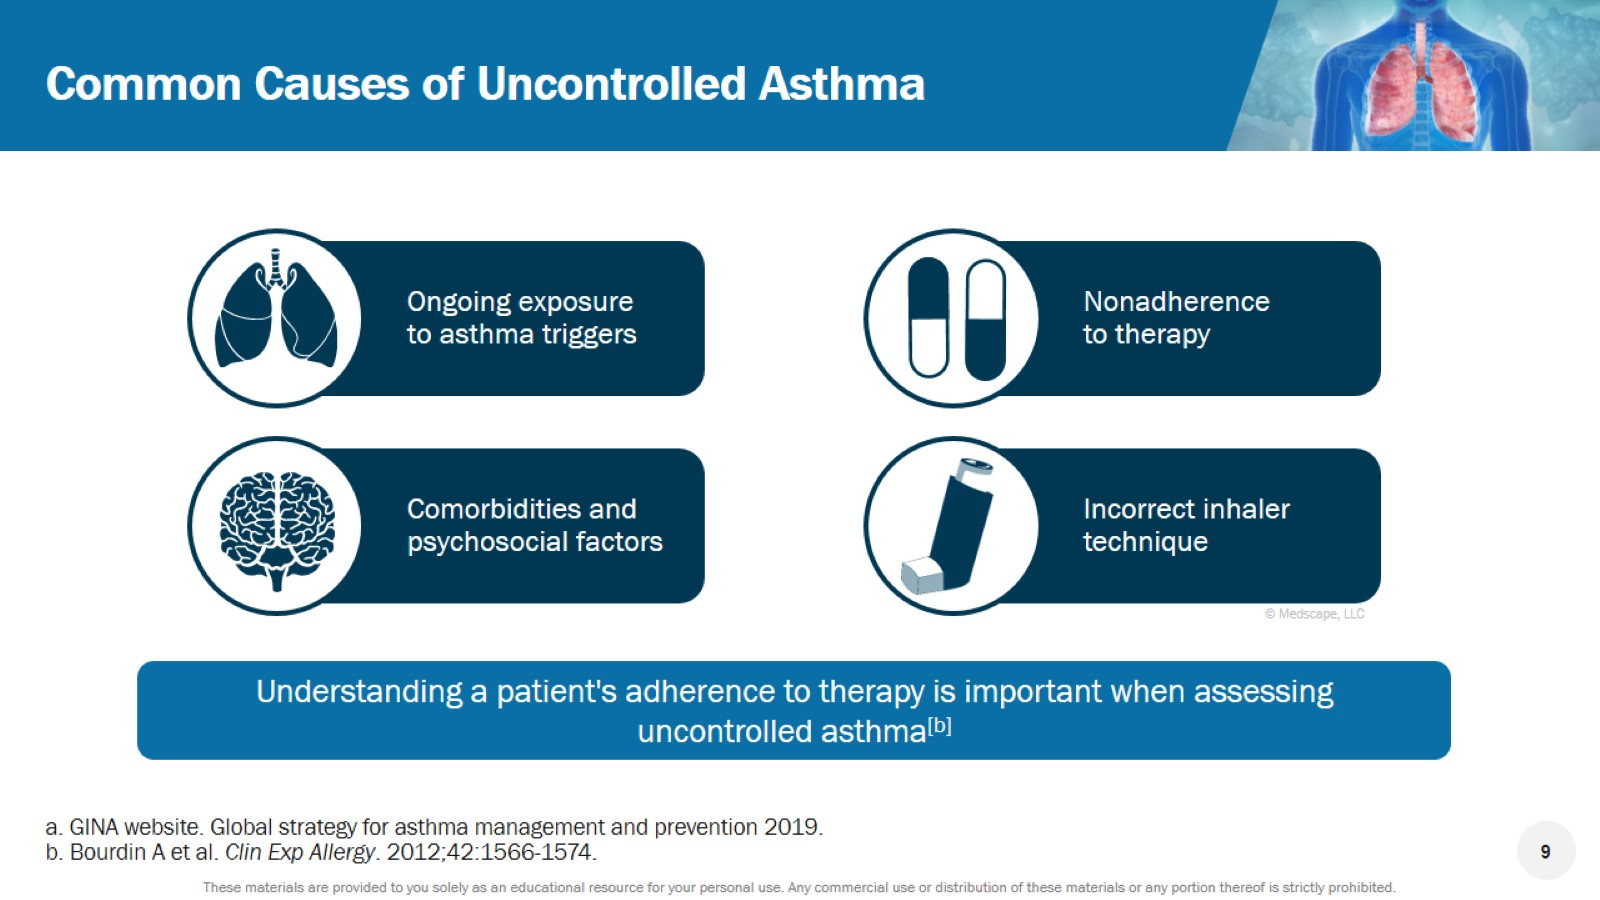 Common Causes of Uncontrolled Asthma
Ongoing exposure
to asthma triggers
Nonadherence
to therapy
Comorbidities and
psychosocial factors
Incorrect inhaler
technique
© Medscape, LLC
Understanding a patient's adherence to therapy is important when assessing
uncontrolled asthma[b]
a. GINA website. Global strategy for asthma management and prevention 2019.
b. Bourdin A et al. Clin Exp Allergy. 2012;42:1566-1574.
9
These materials are provided to you solely as an educational resource for your personal use. Any commercial use or distribution of these materials or any portion thereof is strictly prohibited.